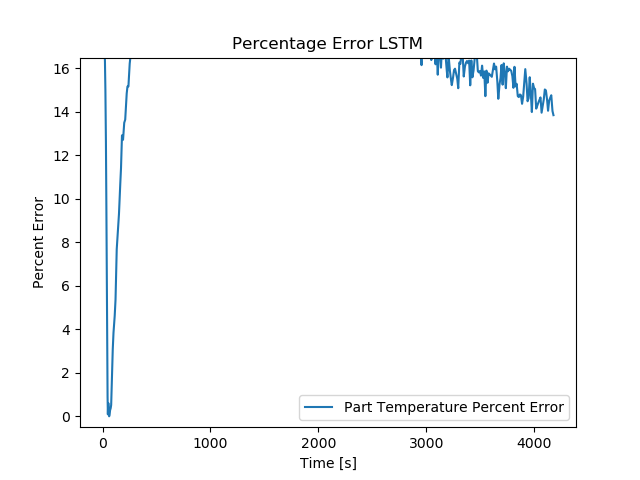 Percentage Error LSTM
Percent Error
16
14
12
10
8
6
4
2
0
Part Temperature Percent Error
0 1000 2000 3000 4000
Time [s]